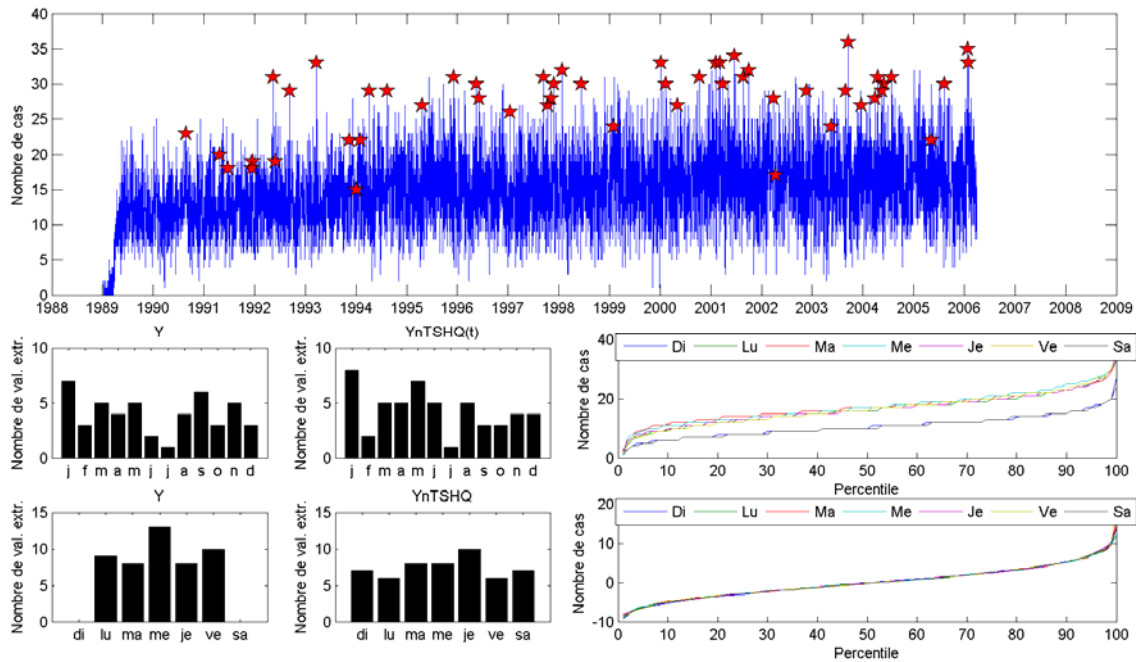 Nombre de cas
40
35
30
25
20
15
10
5
0
1988 1989 1990 1991 1992 1993 1994 1995 1996 1997 1998 1999 2000 2001 2002 2003 2004 2005 2006 2007 2008 2009
Y
Nombre de val. extr.
10
5
0
j f m a m j j a s o n d
YnTSHQ(t)
Nombre de val. extr.
10
5
0
j f m a m j j a s o n d
Di Lu Ma Me Je Ve Sa
Nombre de cas
40
20
0
10 20 30 40 50 60 70 80 90 100
Percentile
Y
Nombre de val. extr.
15
10
5
0
di lu ma me je ve sa
YnTSHQ
Nombre de val. extr.
15
10
5
0
di lu ma me je ve sa
Di Lu Ma Me Je Ve Sa
Nombre de cas
20
10
0
-10
10 20 30 40 50 60 70 80 90 100
Percentile